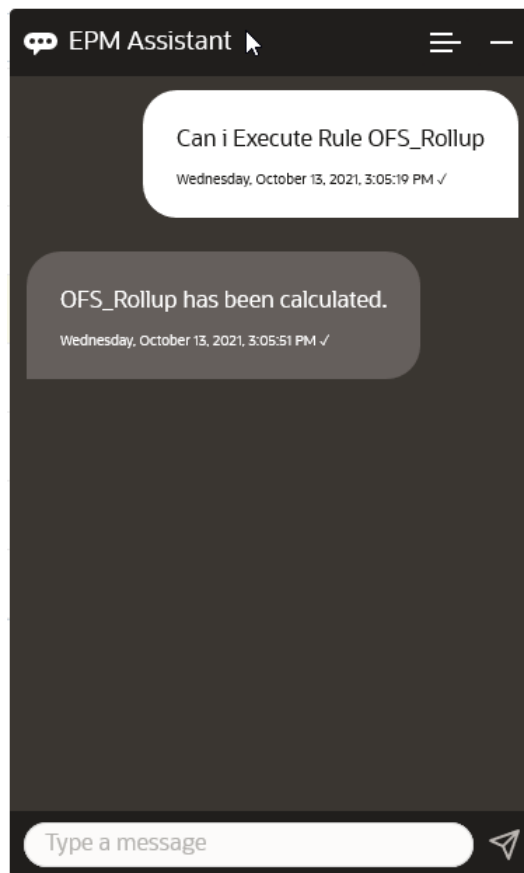 EPM Assistant
Can i Execute Rule OFS_Rollup
Wednesday, October 13, 2021, 3:05:19 PM ✓
OFS_Rollup has been calculated.
Wednesday, October 13, 2021, 3:05:51 PM ✓
Type a message